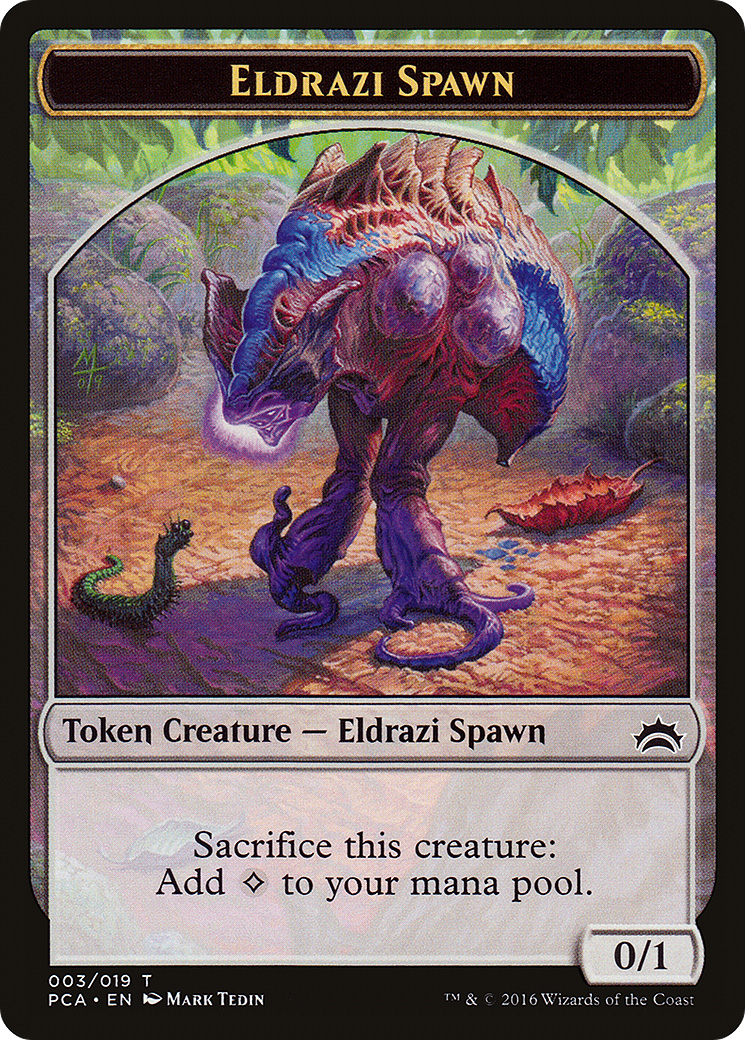 Eldrazi Spawn
Token Creature — Eldrazi Spawn
Sacrifice this creature:
Add to your mana pool.
0/1
003/019 T
PCA • EN Mark Tedin
™ & © 2016 Wizards of the Coast